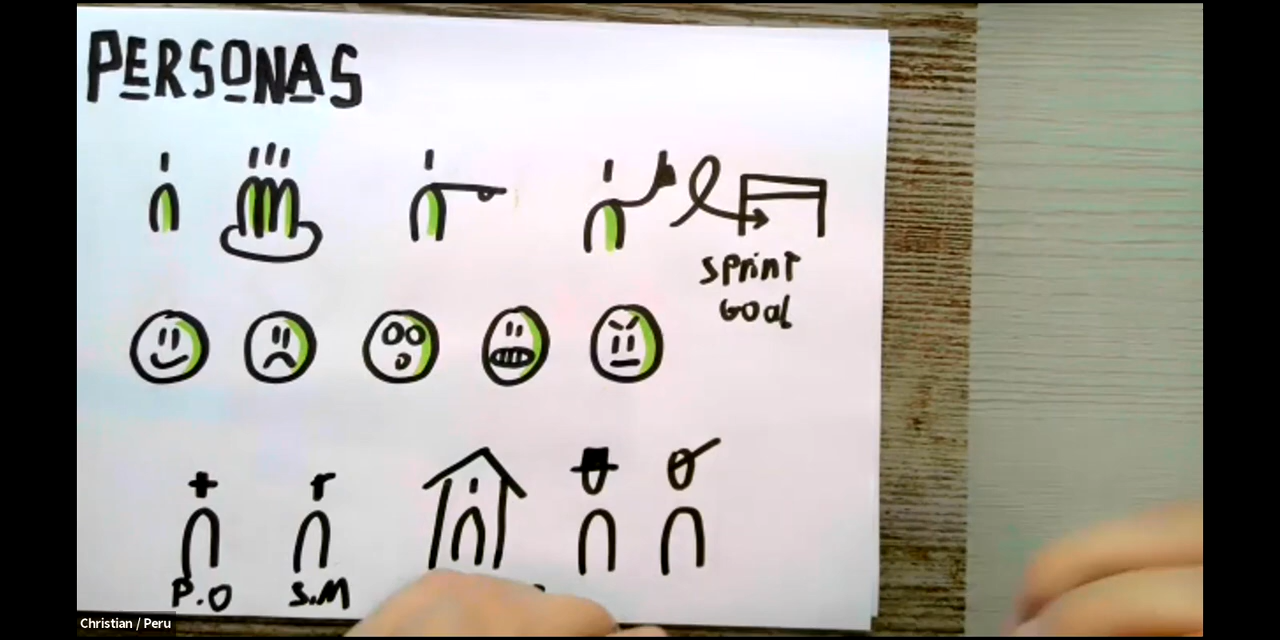 PERSONAS
SPrinT
GOaL
P.O
S.M
Christian / Peru